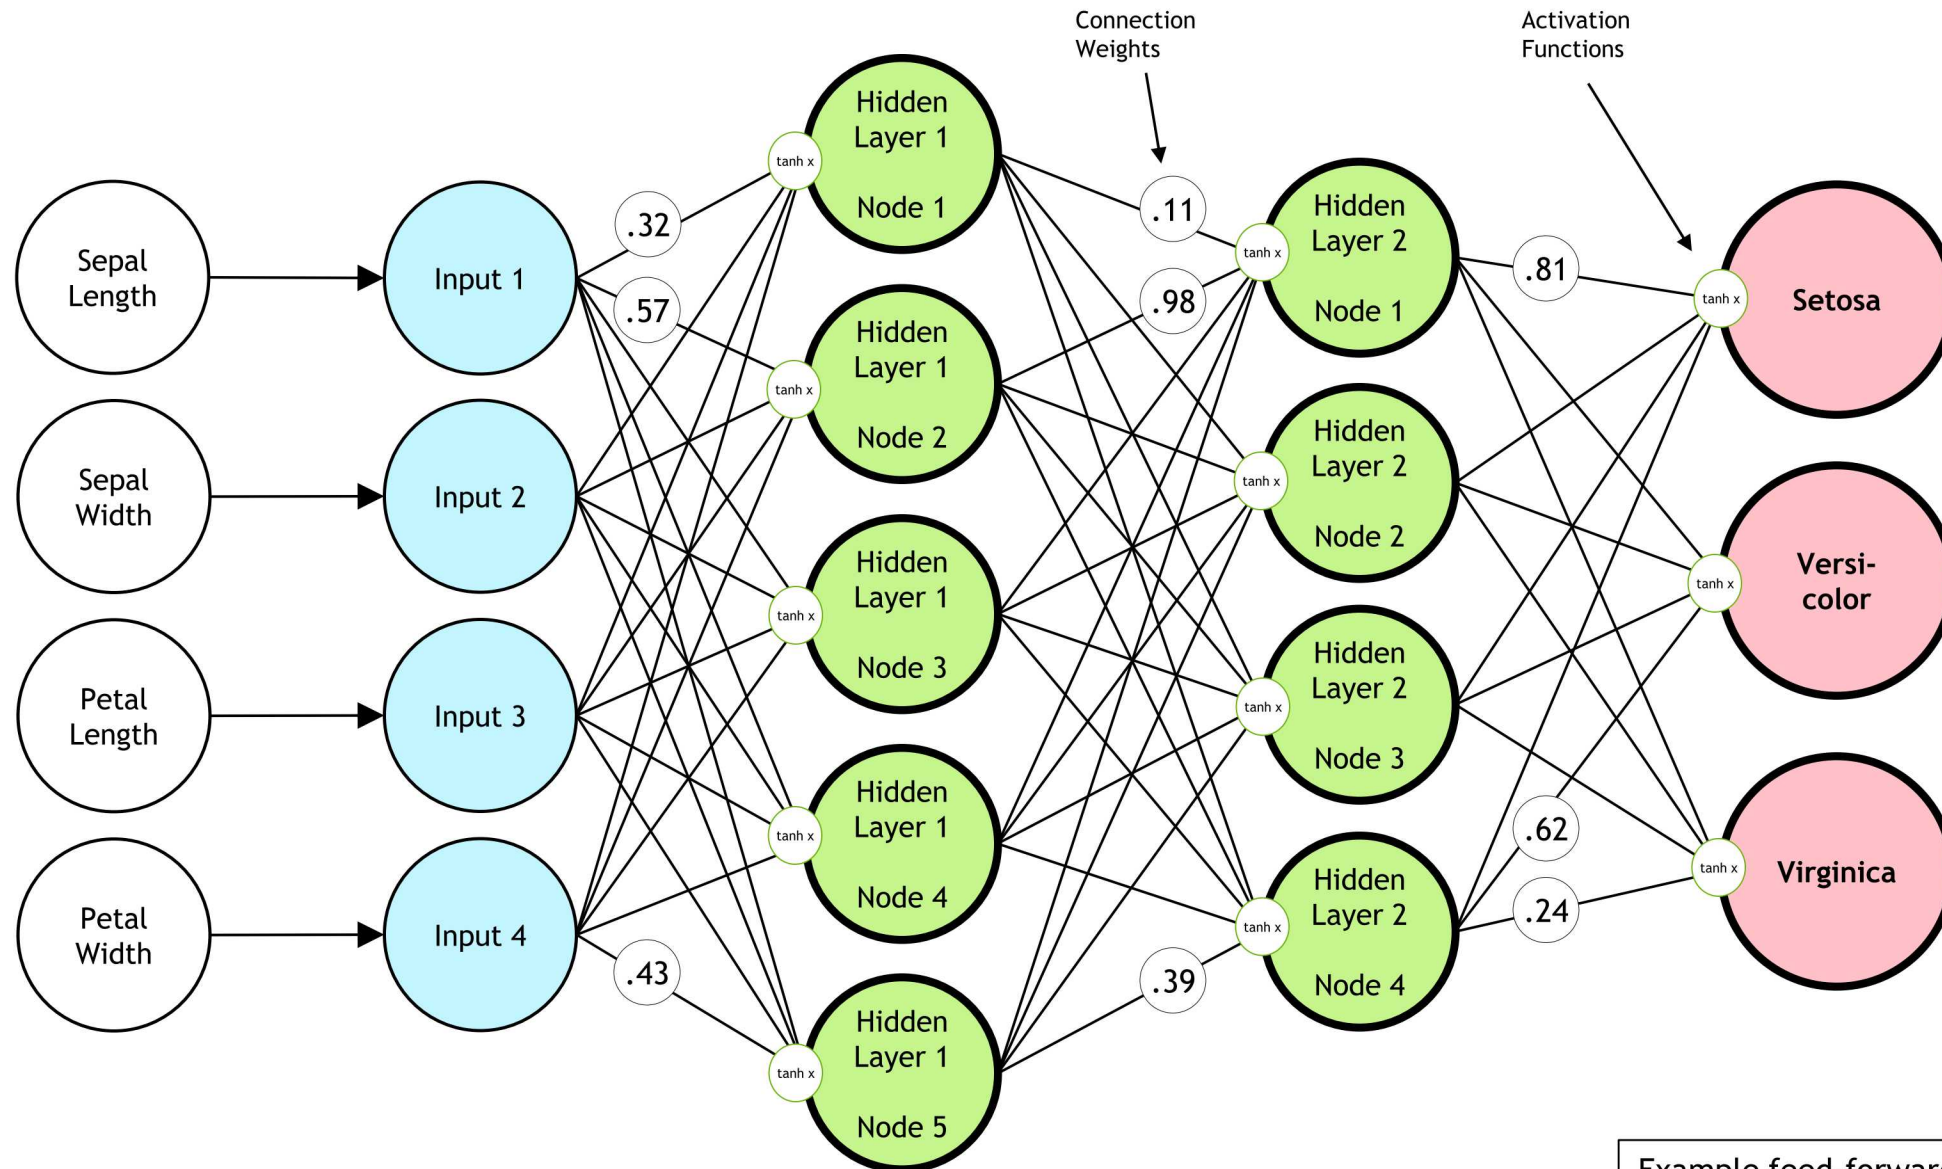 Connection
Weights
Activation
Functions
Sepal
Length
Sepal
Width
Petal
Length
Petal
Width
Input 1
Input 2
Input 3
Input 4
.32
.57
.43
tanh x
Hidden
Layer 1
Node 1
tanh x
Hidden
Layer 1
Node 2
tanh x
Hidden
Layer 1
Node 3
tanh x
Hidden
Layer 1
Node 4
tanh x
Hidden
Layer 1
Node 5
.11
.98
.39
tanh x
Hidden
Layer 2
Node 1
tanh x
Hidden
Layer 2
Node 2
tanh x
Hidden
Layer 2
Node 3
tanh x
Hidden
Layer 2
Node 4
.81
.62
.24
tanh x
Setosa
tanh x
Versi-
color
tanh x
Virginica
Example feed-forward